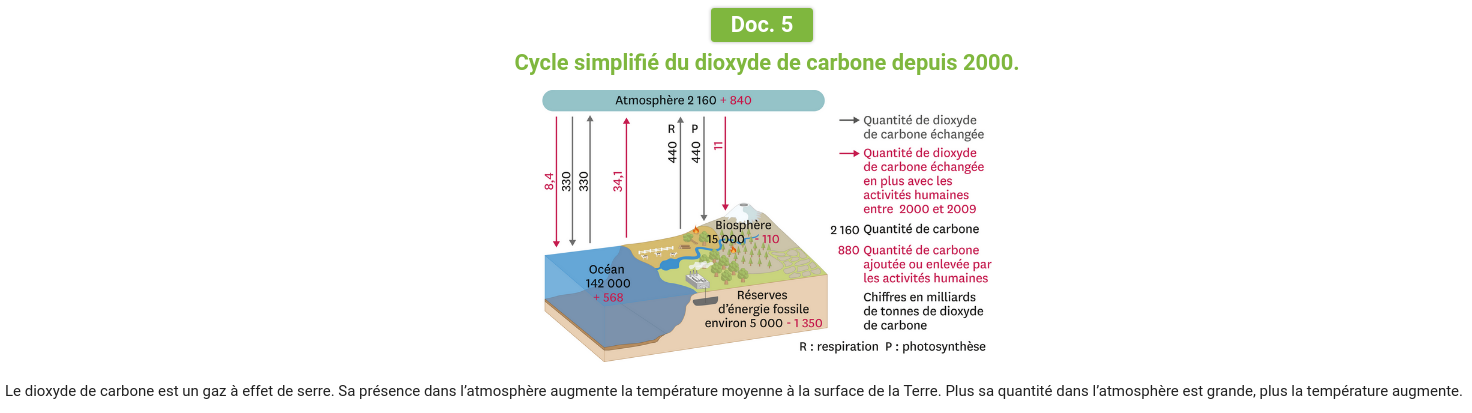 Doc. 5
Cycle simplifié du dioxyde de carbone depuis 2000.
Atmosphère 2 160 + 840
8,4
330
330
34,1
R
440
P
440
11
Biosphère
15 000 - 110
Océan
142 000
+ 568
Réserves
d’énergie fossile
environ 5 000 - 1 350
Quantité de dioxyde
de carbone échangée
Quantité de dioxyde
de carbone échangée
en plus avec les
activités humaines
entre 2000 et 2009
2 160 Quantité de carbone
880 Quantité de carbone
ajoutée ou enlevée par
les activités humaines
Chiffres en milliards
de tonnes de dioxyde
de carbone
R : respiration P : photosynthèse
Le dioxyde de carbone est un gaz à effet de serre. Sa présence dans l’atmosphère augmente la température moyenne à la surface de la Terre. Plus sa quantité dans l’atmosphère est grande, plus la température augmente.